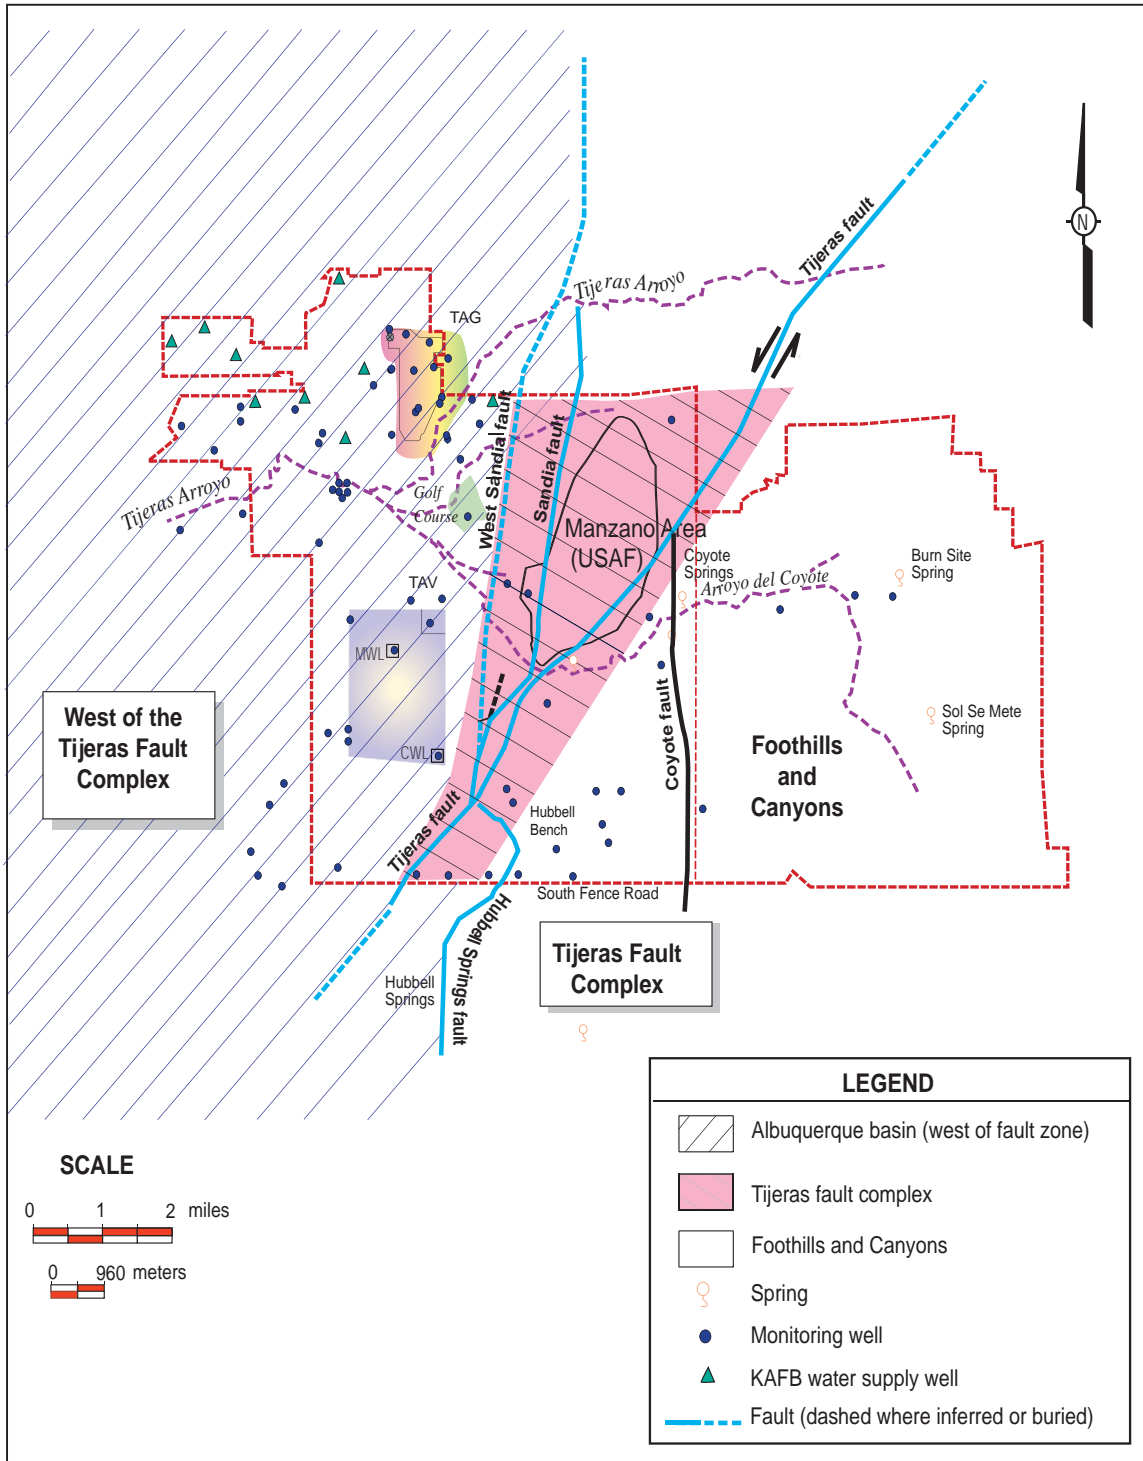 N
Tijeras fault
Tijeras Arroyo
TAG
West Sandia fault
Sandia fault
Tijeras Arroyo
Golf
Course
Manzano Area
(USAF)
Coyote
Springs
Arroyo del Coyote
Burn Site
Spring
TAV
MWL
CWL
West of the
Tijeras Fault
Complex
Coyote fault
Sol Se Mete
Spring
Foothills
and
Canyons
Tijeras fault
Hubbell
Bench
South Fence Road
Hubbell Springs fault
Hubbell
Springs
Tijeras Fault
Complex
SCALE
0 1 2 miles
0 960 meters
LEGEND
Albuquerque basin (west of fault zone)
Tijeras fault complex
Foothills and Canyons
Spring
Monitoring well
KAFB water supply well
Fault (dashed where inferred or buried)